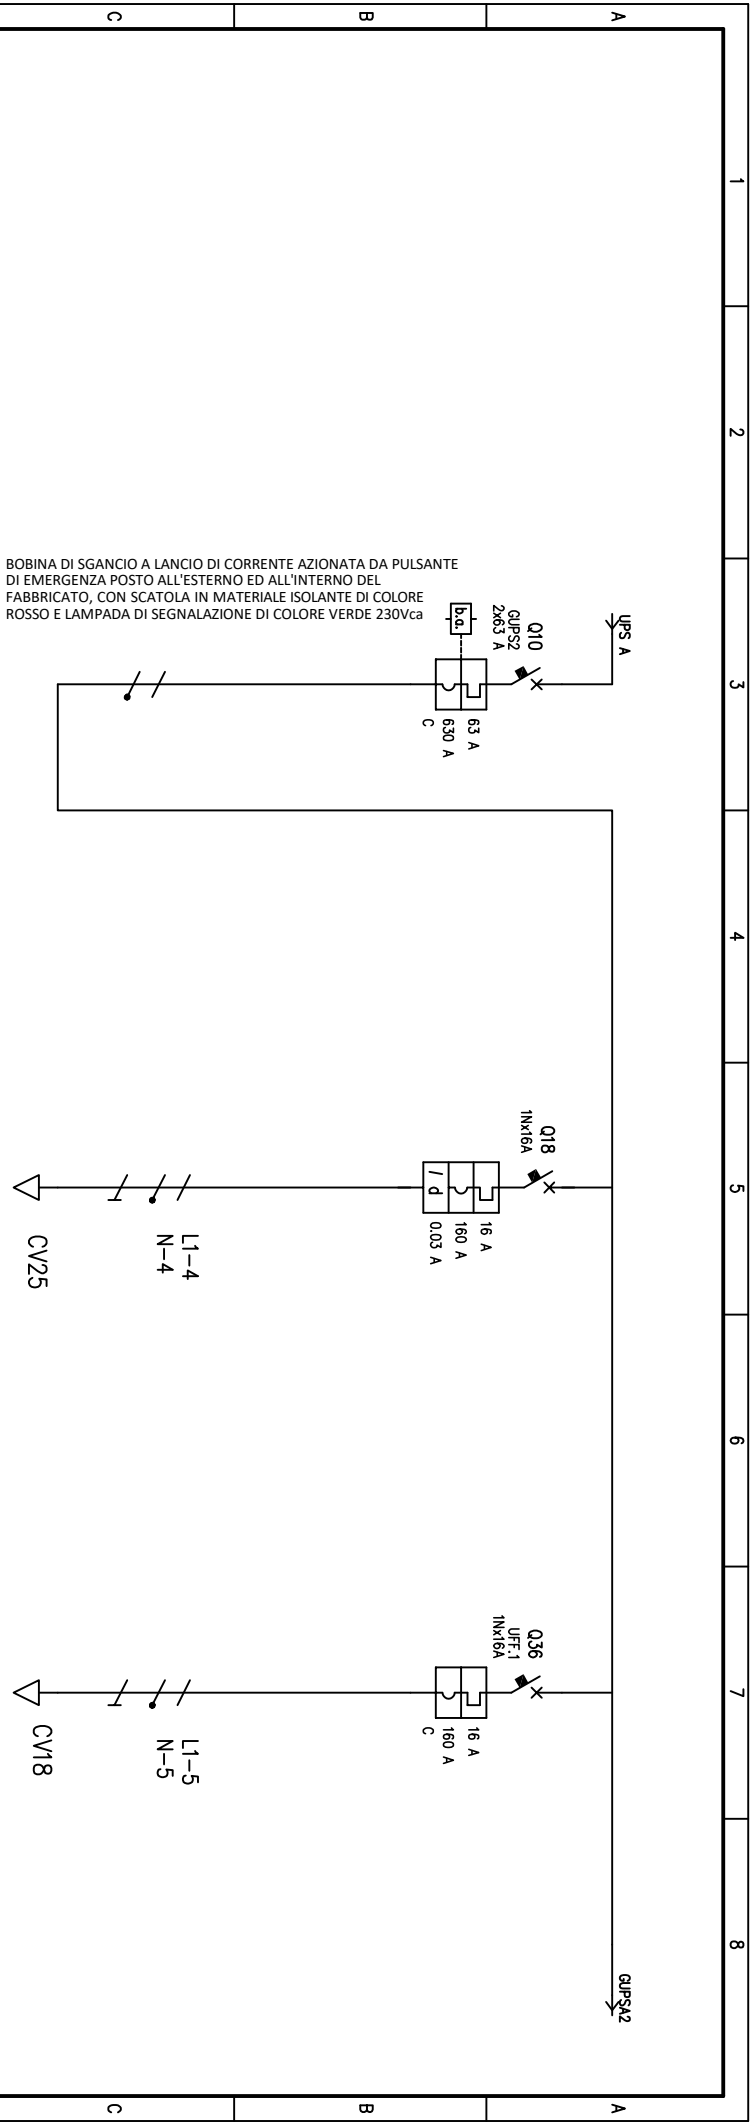 1
2
3
4
5
6
7
8
A
B
C
A
B
C
UPS A
Q10
GUPS2
2x63 A
b.a.
63 A
630 A
C
BOBINA DI SGANCIO A LANCIO DI CORRENTE AZIONATA DA PULSANTE
DI EMERGENZA POSTO ALL'ESTERNO ED ALL'INTERNO DEL
FABBRICATO, CON SCATOLA IN MATERIALE ISOLANTE DI COLORE
ROSSO E LAMPADA DI SEGNALAZIONE DI COLORE VERDE 230Vca
Q18
1Nx16A
16 A
160 A
I d
0.03 A
L1-4
N-4
CV25
Q36
UFF.1
1Nx16A
16 A
160 A
C
L1-5
N-5
CV18
GUPSA2